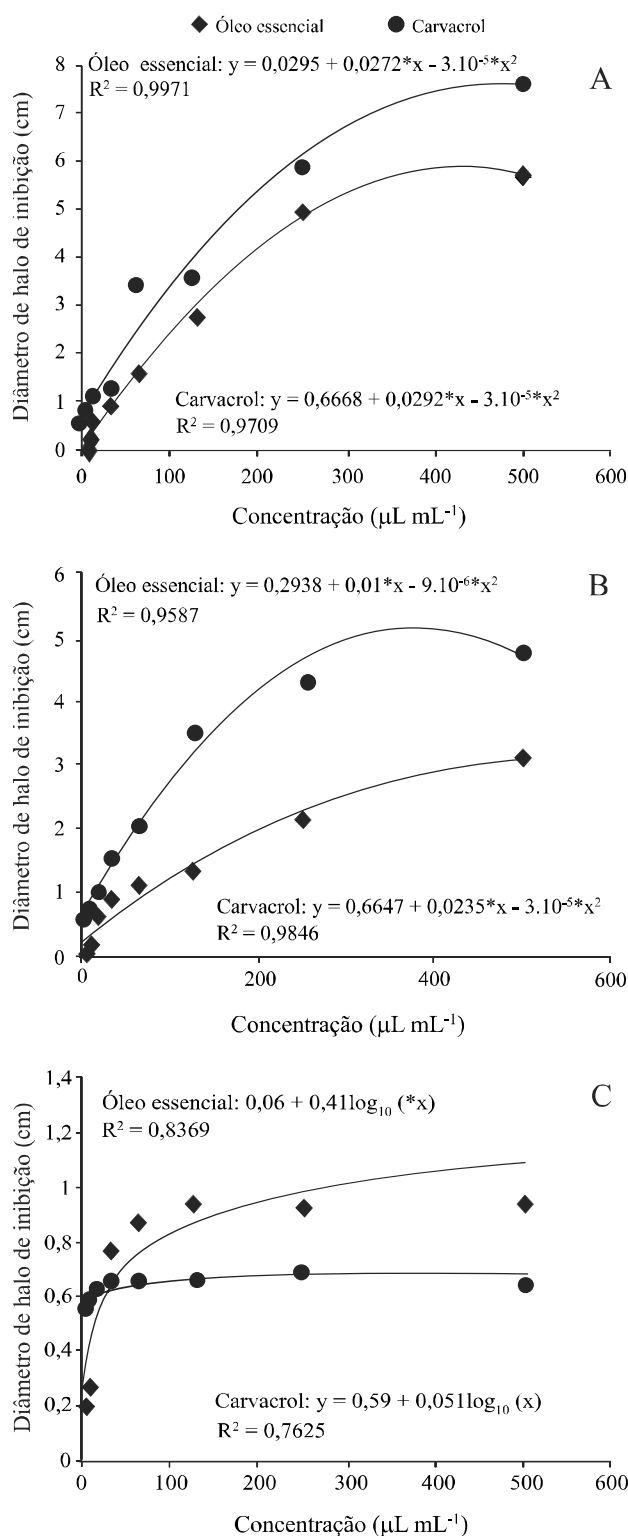 Óleo essencial Carvacrol
Óleo essencial: y = 0,0295 + 0,0272*x - 3.10⁻⁵*x²
R² = 0,9971
A
8
7
6
5
4
3
2
1
0
Diâmetro de halo de inibição (cm)
Carvacrol: y = 0,6668 + 0,0292*x - 3.10⁻⁵*x²
R² = 0,9709
0 100 200 300 400 500 600
Concentração (µL mL⁻¹)
Óleo essencial: y = 0,2938 + 0,01*x - 9.10⁻⁶*x²
R² = 0,9587
B
6
5
4
3
2
1
0
Diâmetro de halo de inibição (cm)
Carvacrol: y = 0,6647 + 0,0235*x - 3.10⁻⁵*x²
R² = 0,9846
0 200 400 600
Concentração (µL mL⁻¹)
1,4
Óleo essencial: 0,06 + 0,41log₁₀ (*x)
R² = 0,8369
C
1,2
1
0,8
0,6
0,4
0,2
0
Diâmetro de halo de inibição (cm)
Carvacrol: y = 0,59 + 0,051log₁₀ (x)
R² = 0,7625
0 100 200 300 400 500 600
Concentração (µL mL⁻¹)